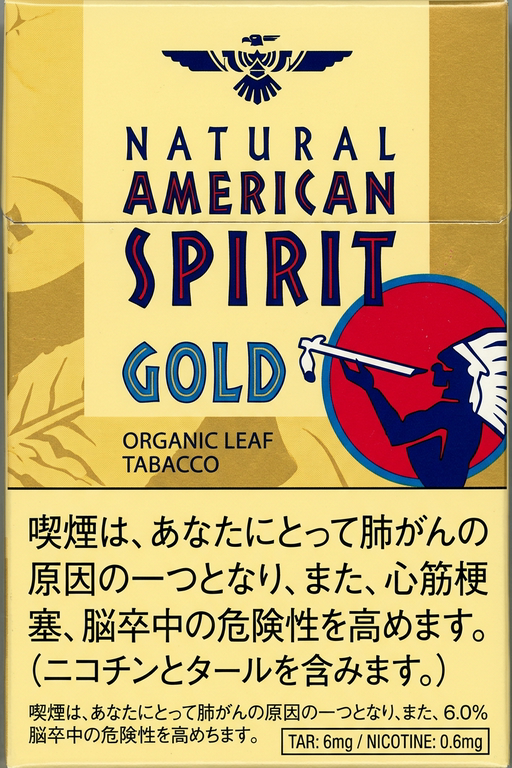 NATURAL
AMERICAN
SPIRIT
GOLD
ORGANIC LEAF
TABACCO
喫煙は、あなたにとって肺がんの
原因の一つとなり、また、心筋梗
塞、脳卒中の危険性を高めます。
(ニコチンとタールを含みます。)
喫煙は、あなたにとって肺がんの原因の一つとなり、また、6.0%
脳卒中の危険性を高めちます。
TAR: 6mg / NICOTINE: 0.6mg